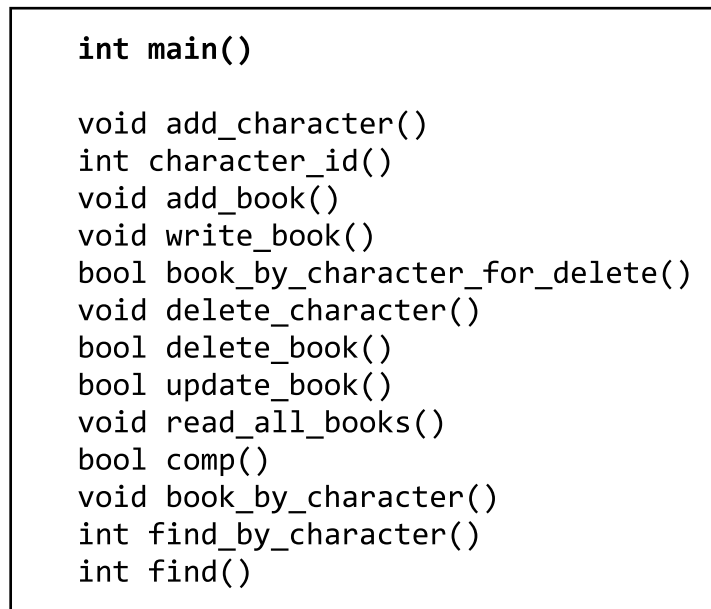 int main()
void add_character()
int character_id()
void add_book()
void write_book()
bool book_by_character_for_delete()
void delete_character()
bool delete_book()
bool update_book()
void read_all_books()
bool comp()
void book_by_character()
int find_by_character()
int find()